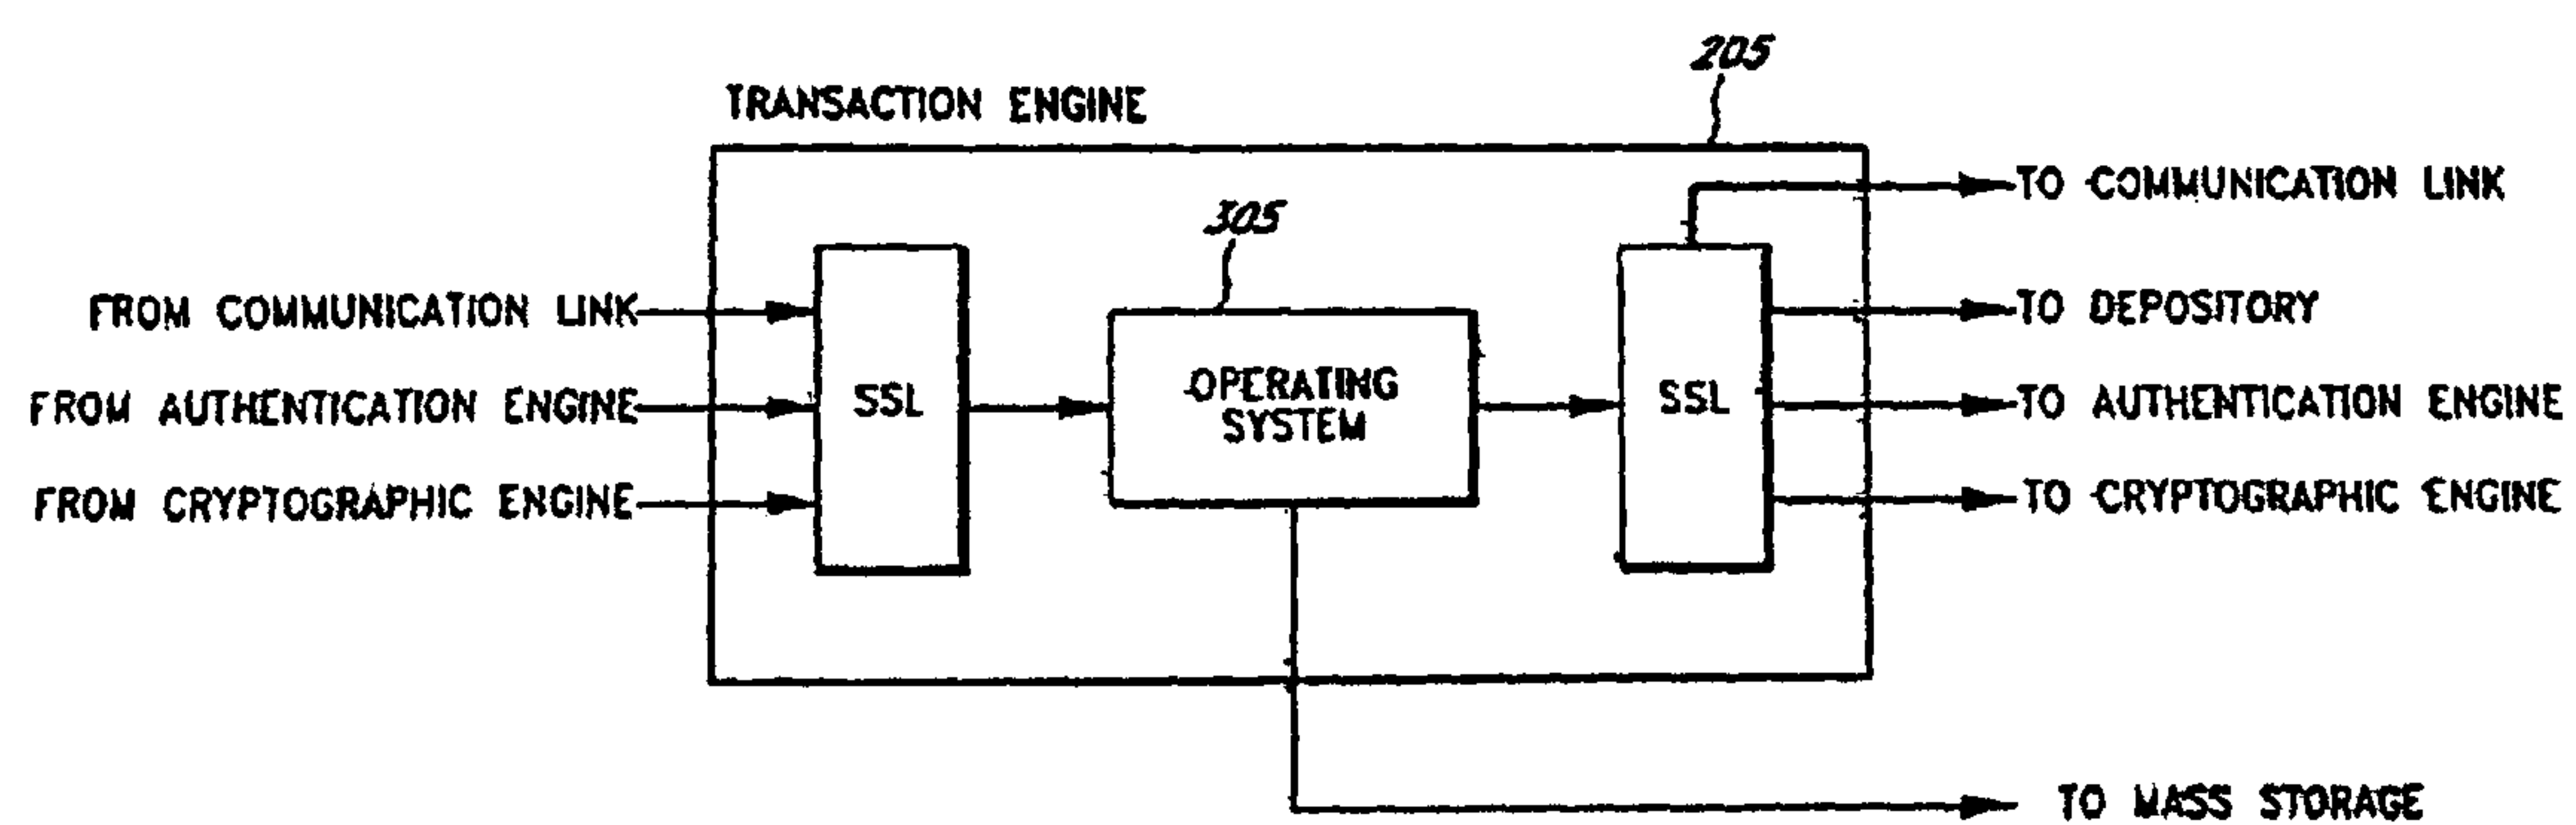 205
TRANSACTION ENGINE
TO COMMUNICATION LINK
305
FROM COMMUNICATION LINK
TO DEPOSITORY
SSL
OPERATING
SYSTEM
SSL
FROM AUTHENTICATION ENGINE
TO AUTHENTICATION ENGINE
FROM CRYPTOGRAPHIC ENGINE
TO CRYPTOGRAPHIC ENGINE
TO MASS STORAGE